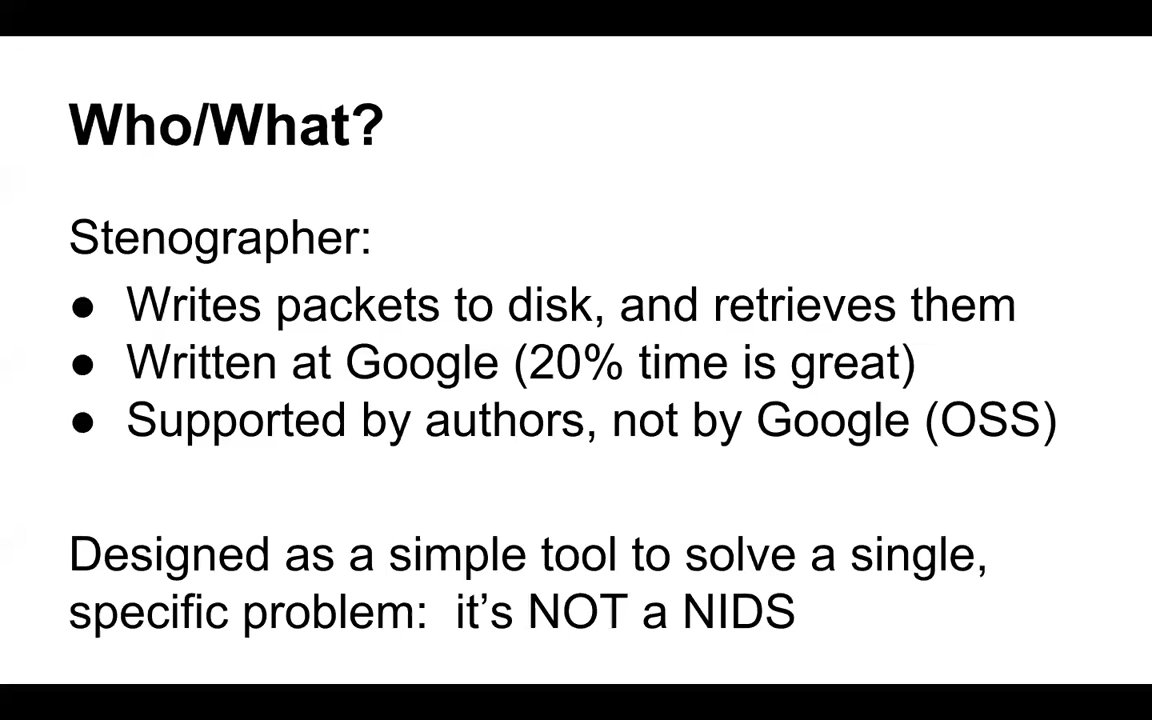 Who/What?
Stenographer:
● Writes packets to disk, and retrieves them
● Written at Google (20% time is great)
● Supported by authors, not by Google (OSS)
Designed as a simple tool to solve a single,
specific problem:  it’s NOT a NIDS